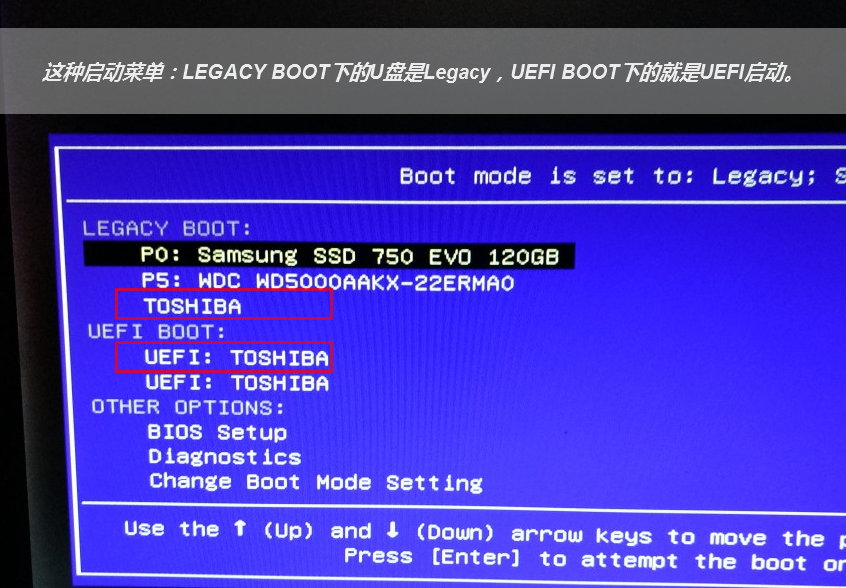 这种启动菜单：LEGACY BOOT下的U盘是Legacy，UEFI BOOT下的就是UEFI启动。
Boot mode is set to: Legacy;
LEGACY BOOT:
P0: Samsung SSD 750 EVO 120GB
P5: WDC WD5000AAKX-22ERMA0
TOSHIBA
UEFI BOOT:
UEFI: TOSHIBA
UEFI: TOSHIBA
OTHER OPTIONS:
BIOS Setup
Diagnostics
Change Boot Mode Setting
Use the ↑ (Up) and ↓ (Down) arrow keys to move the
Press [Enter] to attempt the boot or